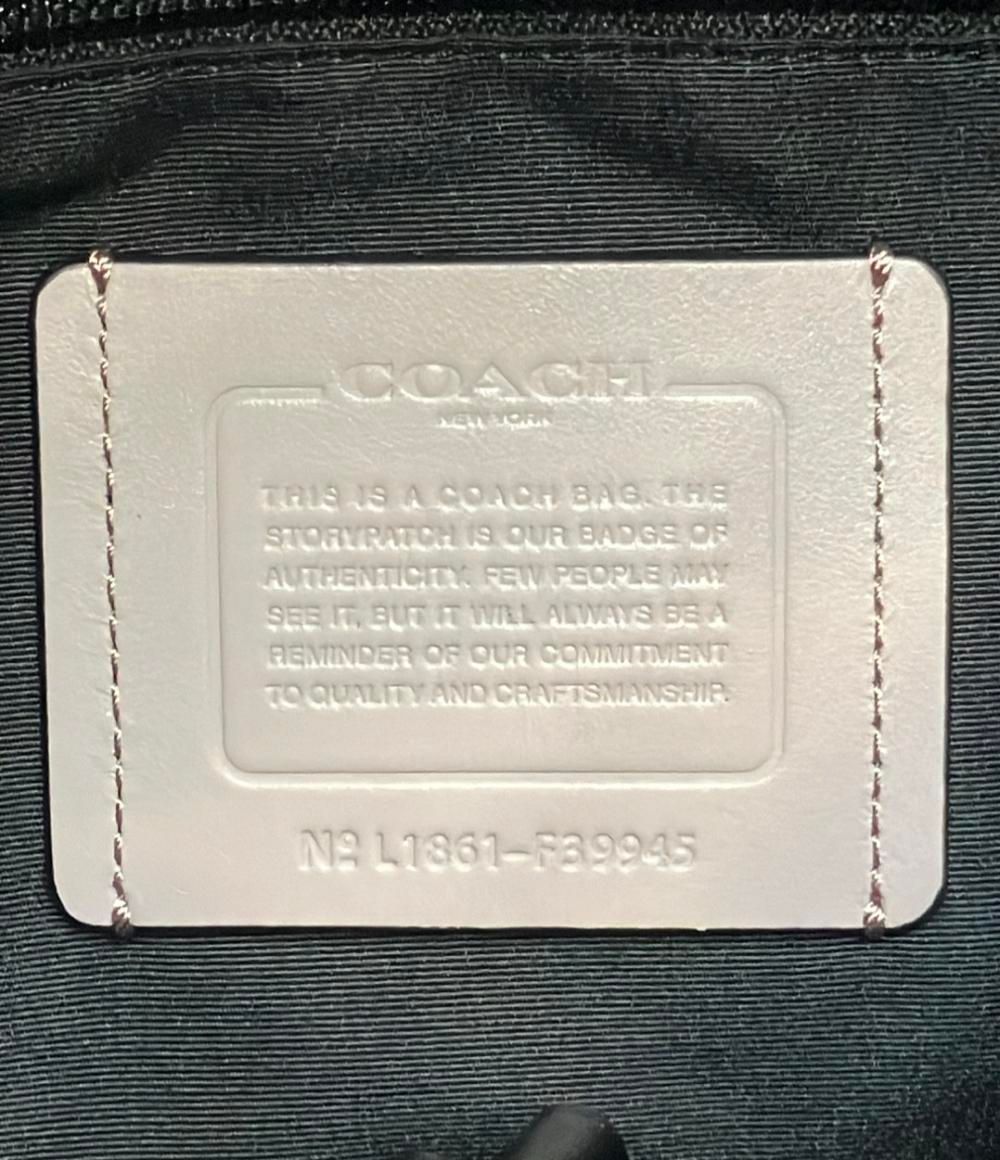 COACH
NEW YORK
THIS IS A COACH BAG. THE
STORYPATCH IS OUR BADGE OF
AUTHENTICITY. FEW PEOPLE MAY
SEE IT, BUT IT WILL ALWAYS BE A
REMINDER OF OUR COMMITMENT
TO QUALITY AND CRAFTSMANSHIP.
Nº L1861-F39945